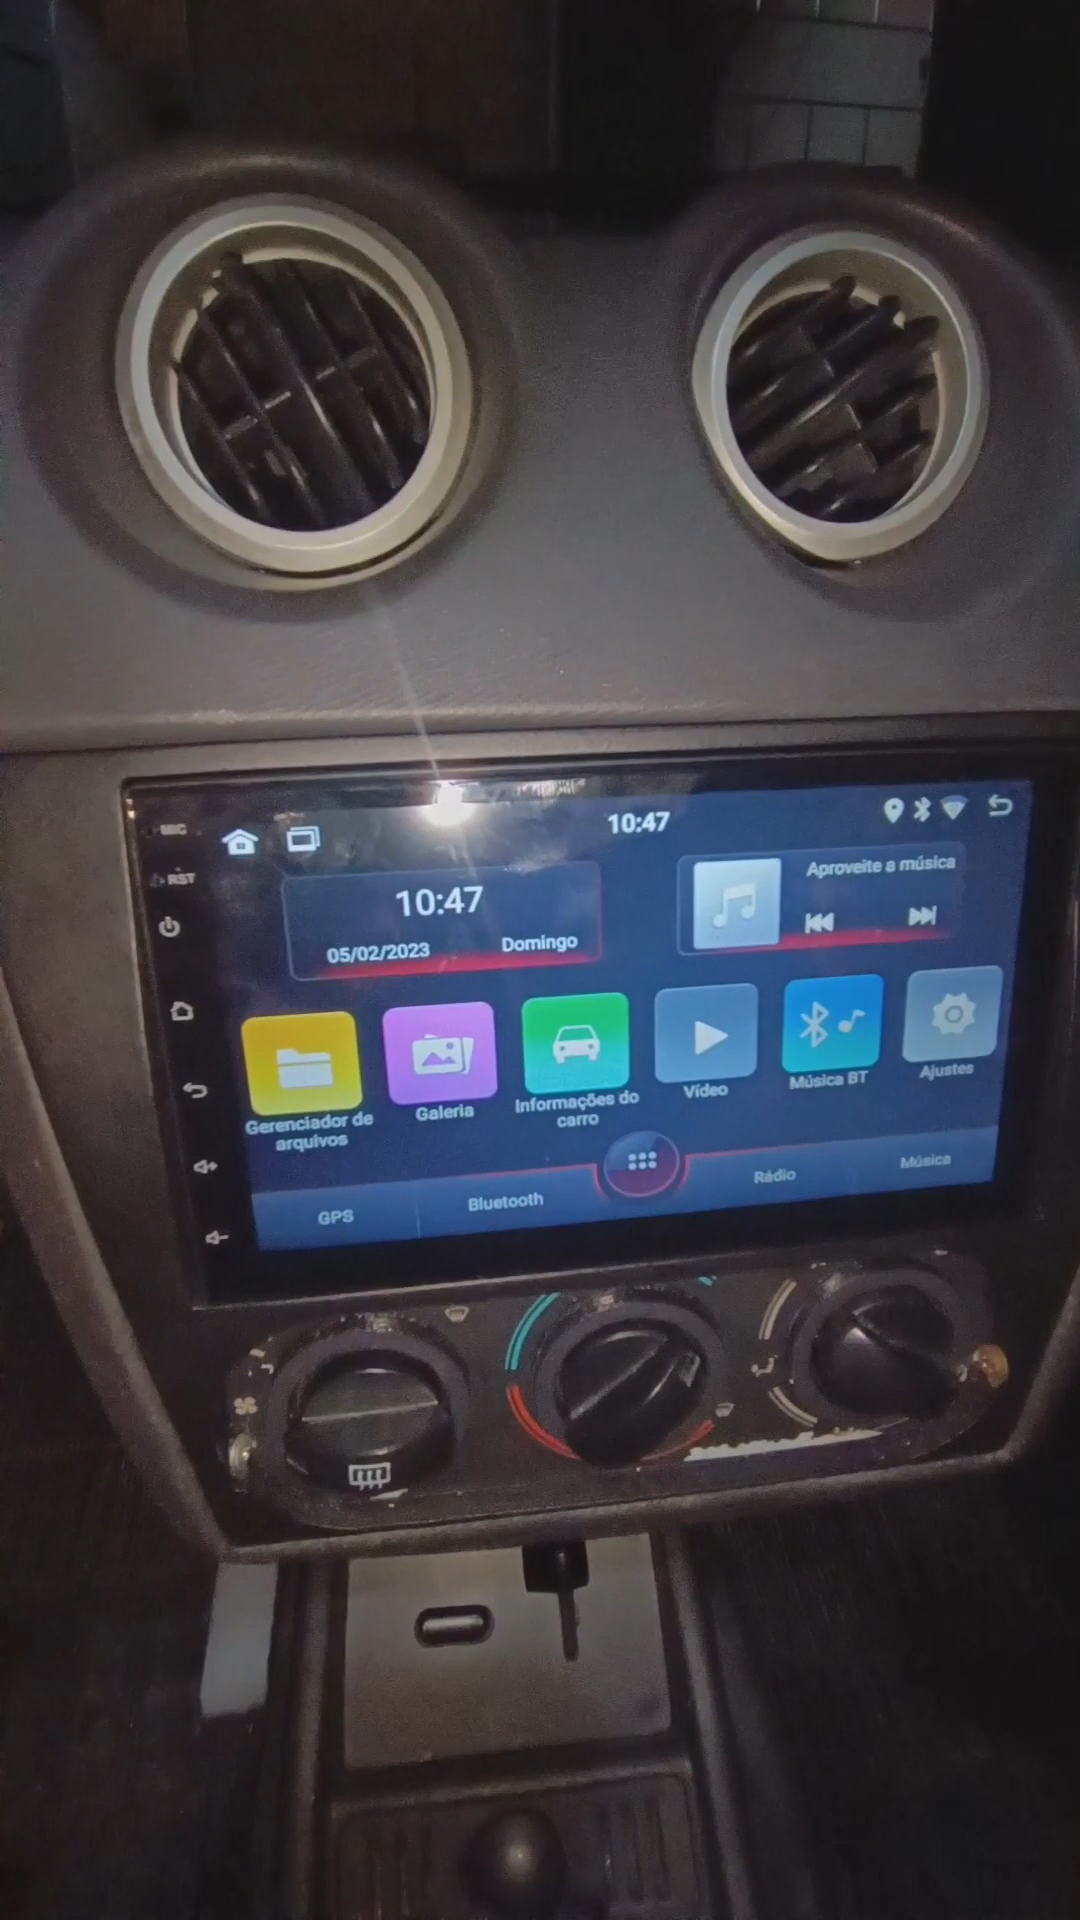 MIC
10:47
RST
10:47
05/02/2023 Domingo
Aproveite a música
Gerenciador de
arquivos
Galeria
Informações do
carro
Vídeo
Música BT
Ajustes
GPS
Bluetooth
Rádio
Música